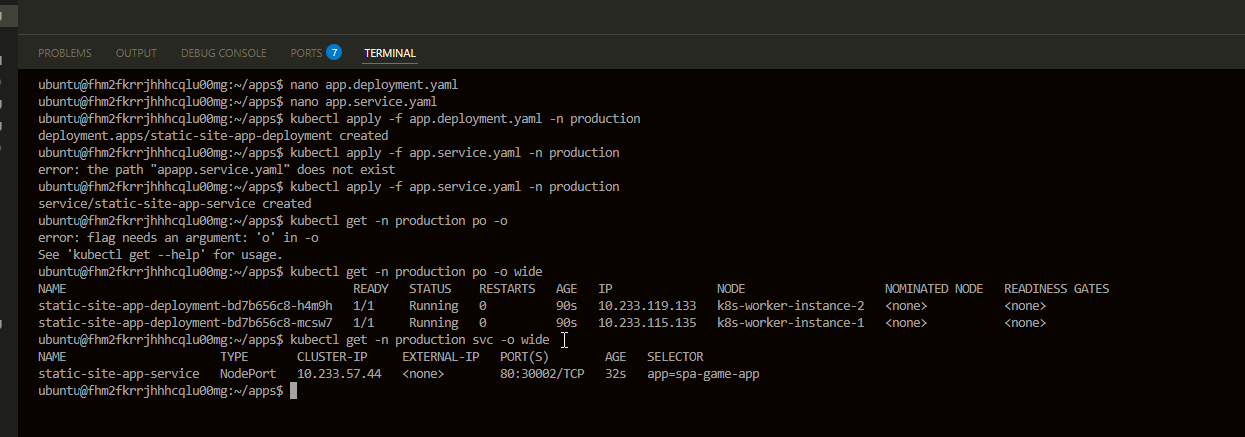 PROBLEMS OUTPUT DEBUG CONSOLE PORTS 7 TERMINAL
ubuntu@fhm2fkrrjhhhcqlu00mg:~/apps$ nano app.deployment.yaml
ubuntu@fhm2fkrrjhhhcqlu00mg:~/apps$ nano app.service.yaml
ubuntu@fhm2fkrrjhhhcqlu00mg:~/apps$ kubectl apply -f app.deployment.yaml -n production
deployment.apps/static-site-app-deployment created
ubuntu@fhm2fkrrjhhhcqlu00mg:~/apps$ kubectl apply -f app.service.yaml -n production
error: the path "apapp.service.yaml" does not exist
ubuntu@fhm2fkrrjhhhcqlu00mg:~/apps$ kubectl apply -f app.service.yaml -n production
service/static-site-app-service created
ubuntu@fhm2fkrrjhhhcqlu00mg:~/apps$ kubectl get -n production po -o
error: flag needs an argument: 'o' in -o
See 'kubectl get --help' for usage.
ubuntu@fhm2fkrrjhhhcqlu00mg:~/apps$ kubectl get -n production po -o wide
NAME READY STATUS RESTARTS AGE IP NODE NOMINATED NODE READINESS GATES
static-site-app-deployment-bd7b656c8-h4m9h 1/1 Running 0 90s 10.233.119.133 k8s-worker-instance-2 <none> <none>
static-site-app-deployment-bd7b656c8-mcsw7 1/1 Running 0 90s 10.233.115.135 k8s-worker-instance-1 <none> <none>
ubuntu@fhm2fkrrjhhhcqlu00mg:~/apps$ kubectl get -n production svc -o wide
NAME TYPE CLUSTER-IP EXTERNAL-IP PORT(S) AGE SELECTOR
static-site-app-service NodePort 10.233.57.44 <none> 80:30002/TCP 32s app=spa-game-app
ubuntu@fhm2fkrrjhhhcqlu00mg:~/apps$